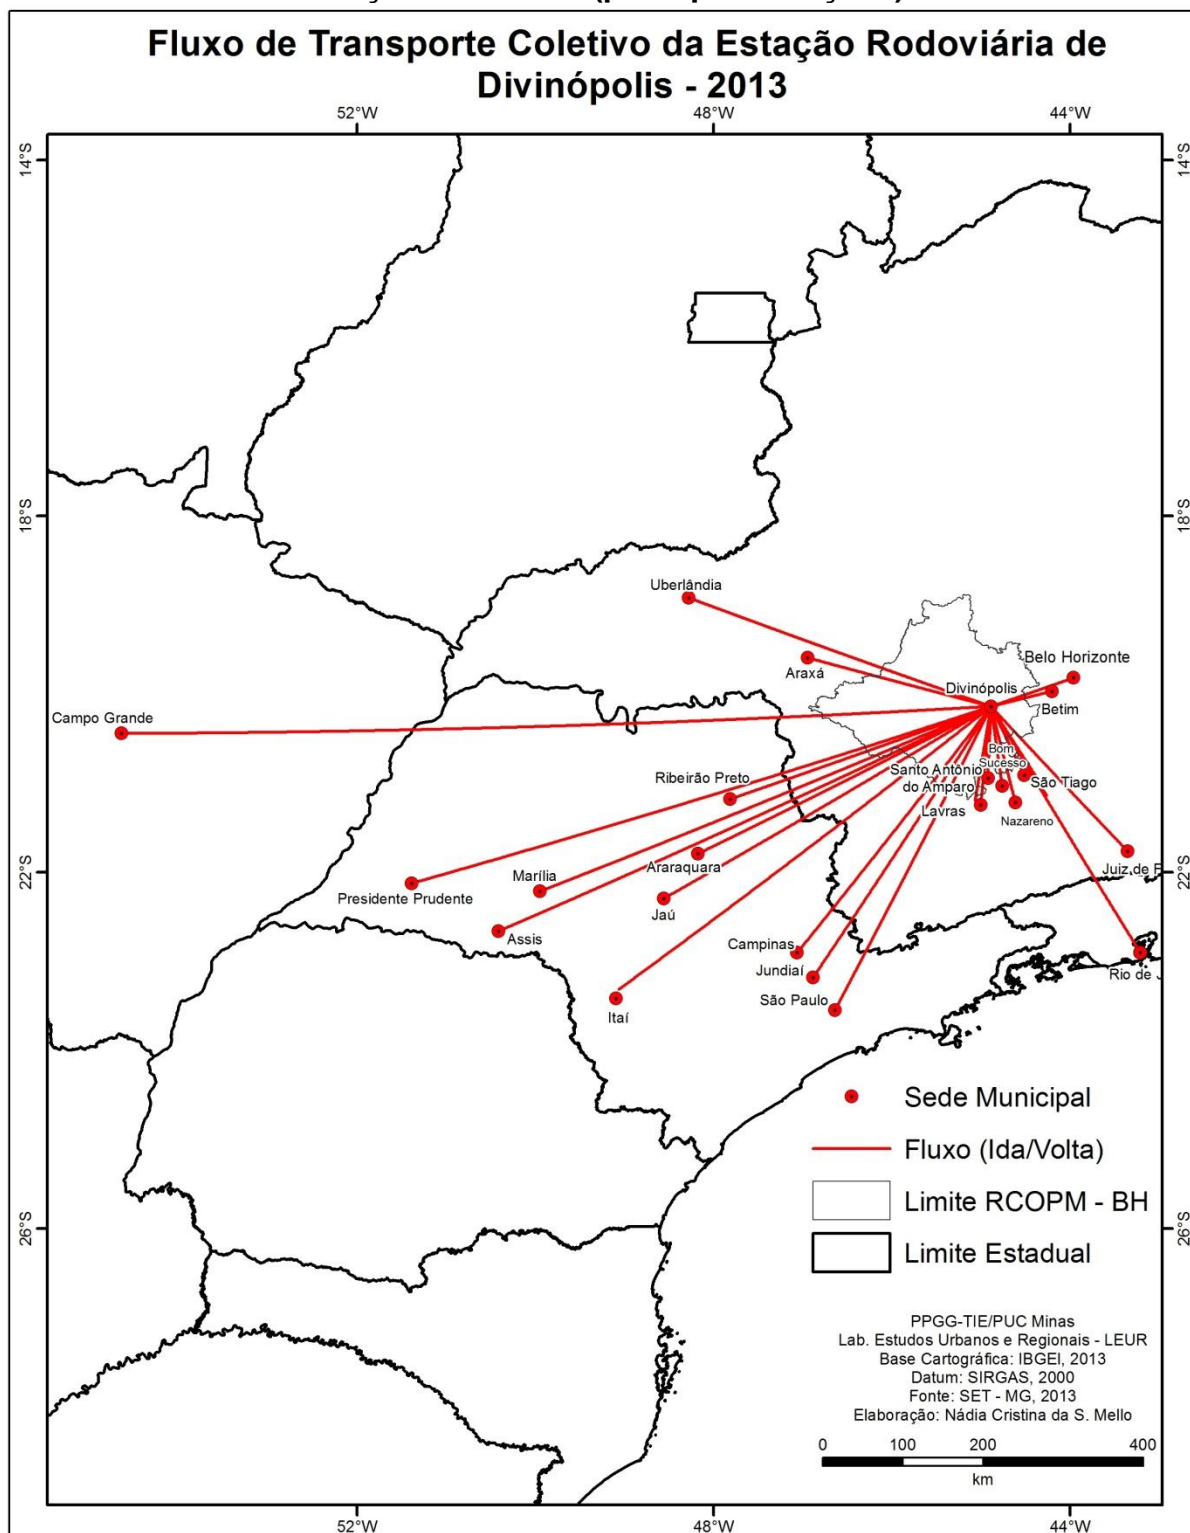 Fluxo de Transporte Coletivo da Estação Rodoviária de
Divinópolis - 2013
52°W
48°W
44°W
14°S
14°S
18°S
18°S
Uberlândia
Araxá
Belo Horizonte
Divinópolis
Betim
Campo Grande
Bom
Sucesso
Santo Antônio
do Amparo
São Tiago
Ribeirão Preto
Lavras
Nazareno
Araraquara
Juiz de F
22°S
22°S
Marília
Presidente Prudente
Jaú
Assis
Campinas
Jundiaí
Rio de J
São Paulo
Itaí
Sede Municipal
Fluxo (Ida/Volta)
Limite RCOPM - BH
26°S
26°S
Limite Estadual
PPGG-TIE/PUC Minas
Lab. Estudos Urbanos e Regionais - LEUR
Base Cartográfica: IBGEI, 2013
Datum: SIRGAS, 2000
Fonte: SET - MG, 2013
Elaboração: Nádia Cristina da S. Mello
0 100 200 400
km
52°W
48°W
44°W